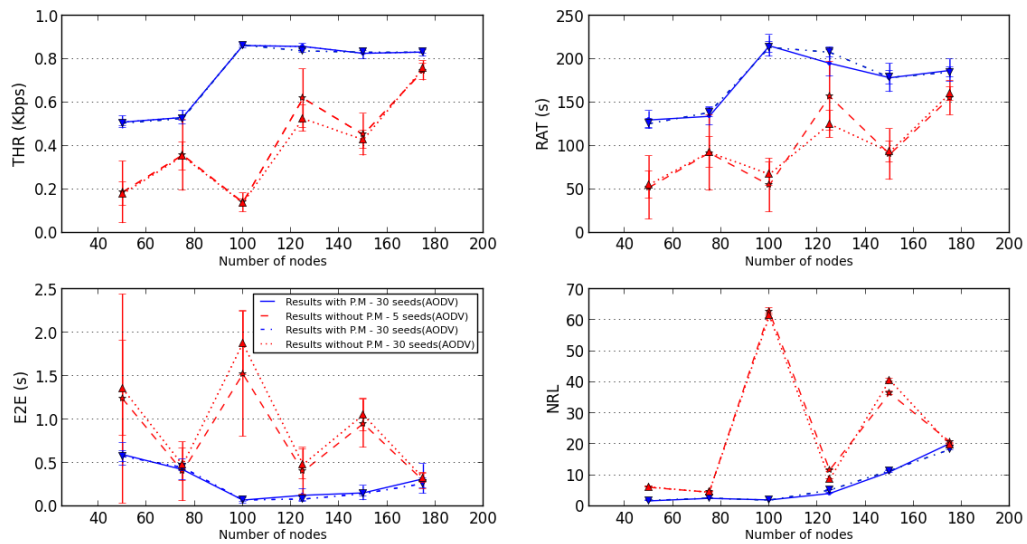 1.0
0.8
0.6
0.4
0.2
0.0
THR (Kbps)
40 60 80 100 120 140 160 180 200
Number of nodes
250
200
150
100
50
0
RAT (s)
40 60 80 100 120 140 160 180 200
Number of nodes
2.5
2.0
1.5
1.0
0.5
0.0
E2E (s)
Results with P.M - 30 seeds(AODV)
Results without P.M - 5 seeds(AODV)
Results with P.M - 30 seeds(AODV)
Results without P.M - 30 seeds(AODV)
40 60 80 100 120 140 160 180 200
Number of nodes
70
60
50
40
30
20
10
0
NRL
40 60 80 100 120 140 160 180 200
Number of nodes